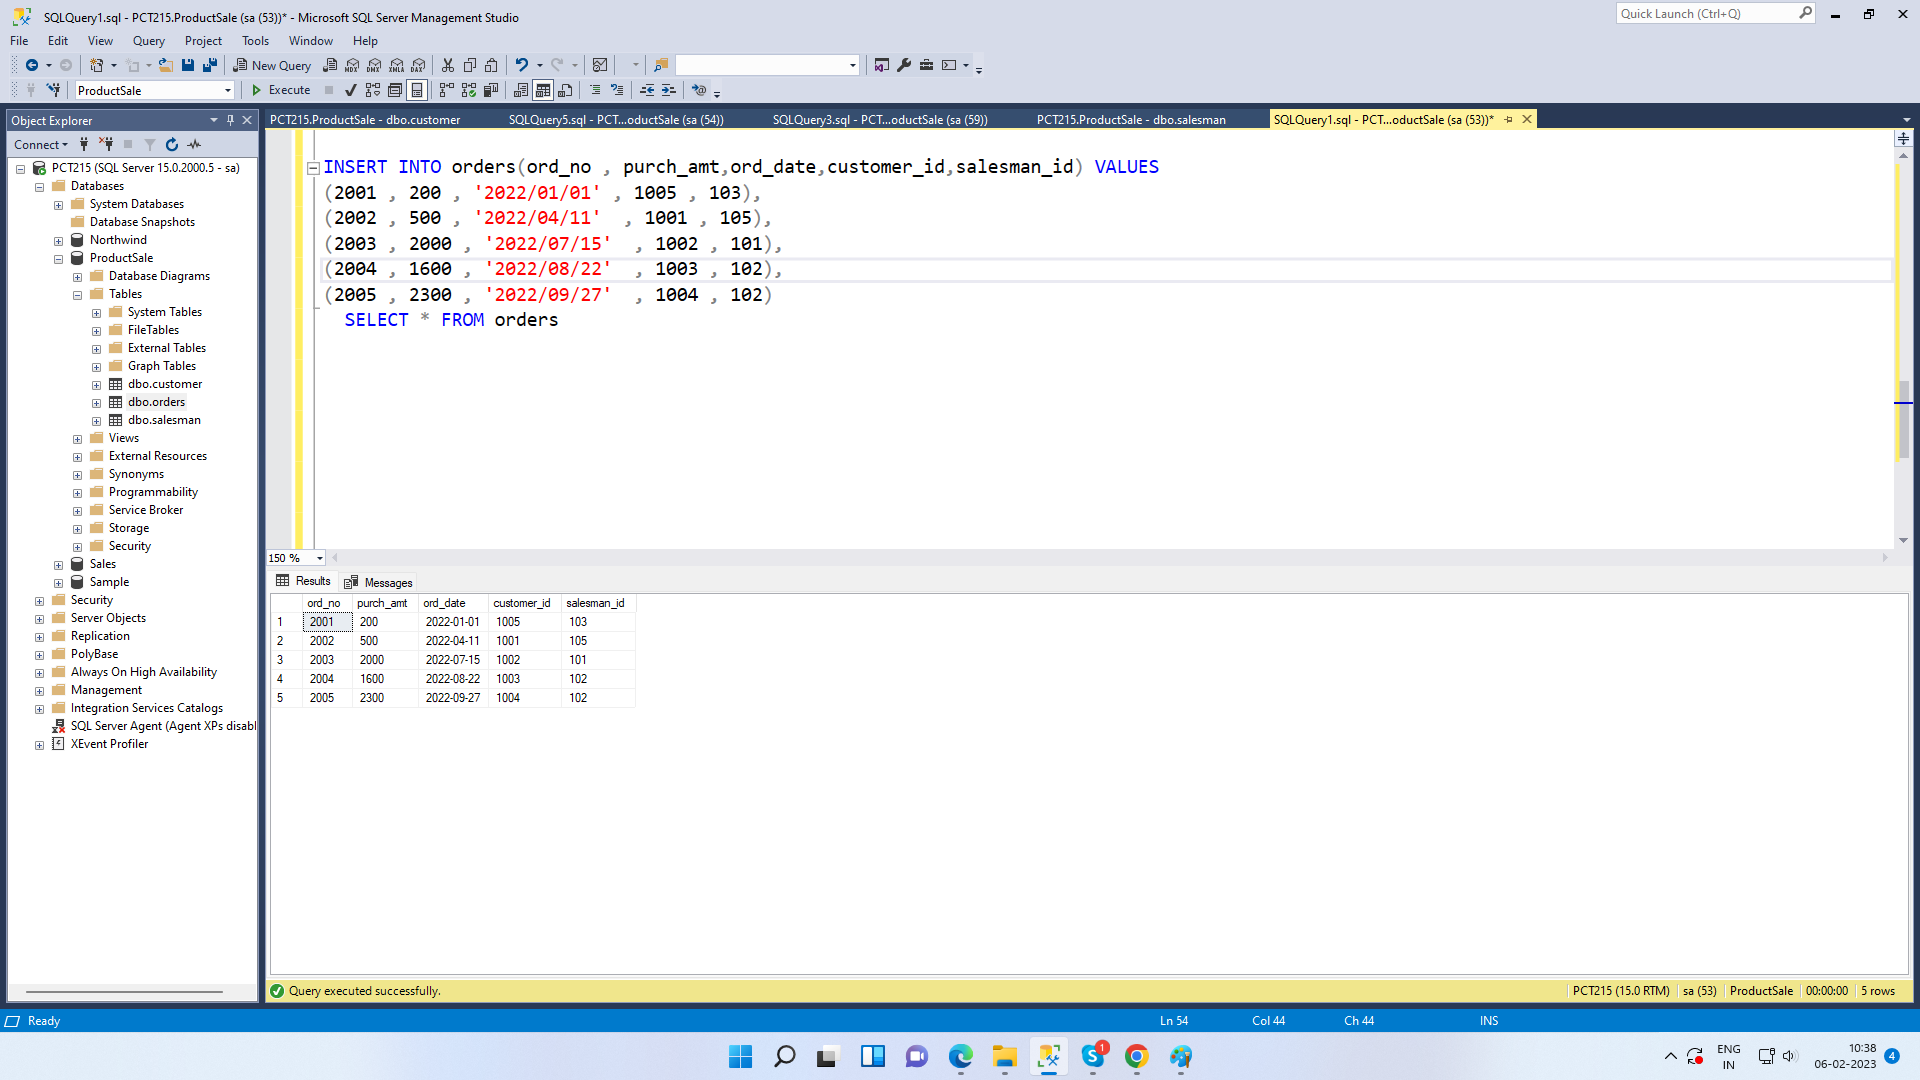 SQLQuery1.sql - PCT215.ProductSale (sa (53))* - Microsoft SQL Server Management Studio
Quick Launch (Ctrl+Q)
File Edit View Query Project Tools Window Help
New Query
MDX DMX XMLA DAX
ProductSale
Execute
Object Explorer
PCT215.ProductSale - dbo.customer
SQLQuery5.sql - PCT...oductSale (sa (54))
SQLQuery3.sql - PCT...oductSale (sa (59))
PCT215.ProductSale - dbo.salesman
SQLQuery1.sql - PCT...oductSale (sa (53))*
Connect
PCT215 (SQL Server 15.0.2000.5 - sa)
Databases
System Databases
Database Snapshots
Northwind
ProductSale
Database Diagrams
Tables
System Tables
FileTables
External Tables
Graph Tables
dbo.customer
dbo.orders
dbo.salesman
Views
External Resources
Synonyms
Programmability
Service Broker
Storage
Security
Sales
Sample
Security
Server Objects
Replication
PolyBase
Always On High Availability
Management
Integration Services Catalogs
SQL Server Agent (Agent XPs disabl
XEvent Profiler
INSERT INTO orders(ord_no , purch_amt,ord_date,customer_id,salesman_id) VALUES
(2001 , 200 , '2022/01/01' , 1005 , 103),
(2002 , 500 , '2022/04/11' , 1001 , 105),
(2003 , 2000 , '2022/07/15' , 1002 , 101),
(2004 , 1600 , '2022/08/22' , 1003 , 102),
(2005 , 2300 , '2022/09/27' , 1004 , 102)
SELECT * FROM orders
150 %
Results Messages
ord_no purch_amt ord_date customer_id salesman_id
1 2001 200 2022-01-01 1005 103
2 2002 500 2022-04-11 1001 105
3 2003 2000 2022-07-15 1002 101
4 2004 1600 2022-08-22 1003 102
5 2005 2300 2022-09-27 1004 102
Query executed successfully.
PCT215 (15.0 RTM) sa (53) ProductSale 00:00:00 5 rows
Ready
Ln 54 Col 44 Ch 44 INS
S 1
ENG
IN
10:38
06-02-2023
4